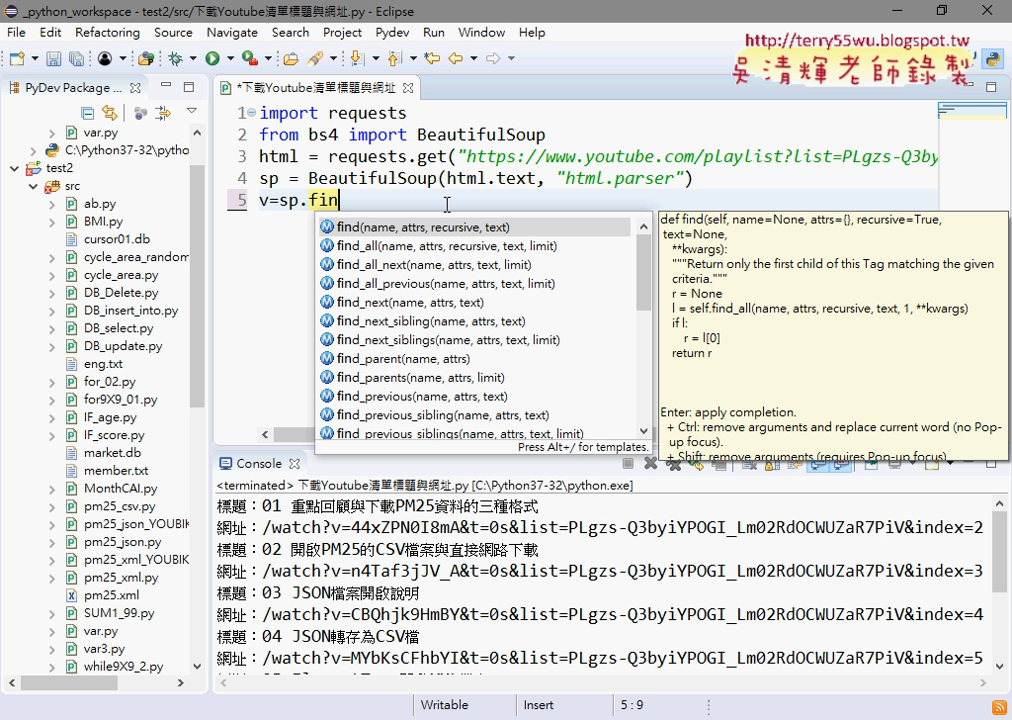 _python_workspace - test2/src/下載Youtube清單標題與網址.py - Eclipse
File Edit Refactoring Source Navigate Search Project Pydev Run Window Help
http://terry55wu.blogspot.tw
吳清輝老師錄製
PyDev Package ...
*下載Youtube清單標題與網址
var.py
C:\Python37-32\pytho
test2
src
ab.py
BMI.py
cursor01.db
cycle_area_random
cycle_area.py
DB_Delete.py
DB_insert_into.py
DB_select.py
DB_update.py
eng.txt
for_02.py
for9X9_01.py
IF_age.py
IF_score.py
market.db
member.txt
MonthCAI.py
pm25_csv.py
pm25_json_YOUBIK
pm25_json.py
pm25_xml_YOUBIK
pm25_xml.py
pm25.xml
SUM1_99.py
var.py
var3.py
while9X9_2.py
1 import requests
2 from bs4 import BeautifulSoup
3 html = requests.get("https://www.youtube.com/playlist?list=PLgzs-Q3by
4 sp = BeautifulSoup(html.text, "html.parser")
5 v=sp.fin
find(name, attrs, recursive, text)
find_all(name, attrs, recursive, text, limit)
find_all_next(name, attrs, text, limit)
find_all_previous(name, attrs, text, limit)
find_next(name, attrs, text)
find_next_sibling(name, attrs, text)
find_next_siblings(name, attrs, text, limit)
find_parent(name, attrs)
find_parents(name, attrs, limit)
find_previous(name, attrs, text)
find_previous_sibling(name, attrs, text)
find_previous_siblings(name, attrs, text, limit)
Press Alt+/ for templates.
def find(self, name=None, attrs={}, recursive=True,
text=None,
**kwargs):
"""Return only the first child of this Tag matching the given
criteria."""
r = None
l = self.find_all(name, attrs, recursive, text, 1, **kwargs)
if l:
r = l[0]
return r
Enter: apply completion.
+ Ctrl: remove arguments and replace current word (no Pop-
up focus).
+ Shift: remove arguments (requires Pop-up focus).
Console
<terminated> 下載Youtube清單標題與網址.py [C:\Python37-32\python.exe]
標題：01 重點回顧與下載PM25資料的三種格式
網址：/watch?v=44xZPN0I8mA&t=0s&list=PLgzs-Q3byiYPOGI_Lm02RdOCWUZaR7PiV&index=2
標題：02 開啟PM25的CSV檔案與直接網路下載
網址：/watch?v=n4Taf3jJV_A&t=0s&list=PLgzs-Q3byiYPOGI_Lm02RdOCWUZaR7PiV&index=3
標題：03 JSON檔案開啟說明
網址：/watch?v=CBQhjk9HmBY&t=0s&list=PLgzs-Q3byiYPOGI_Lm02RdOCWUZaR7PiV&index=4
標題：04 JSON轉存為CSV檔
網址：/watch?v=MYbKsCFhbYI&t=0s&list=PLgzs-Q3byiYPOGI_Lm02RdOCWUZaR7PiV&index=5
Writable Insert 5 : 9